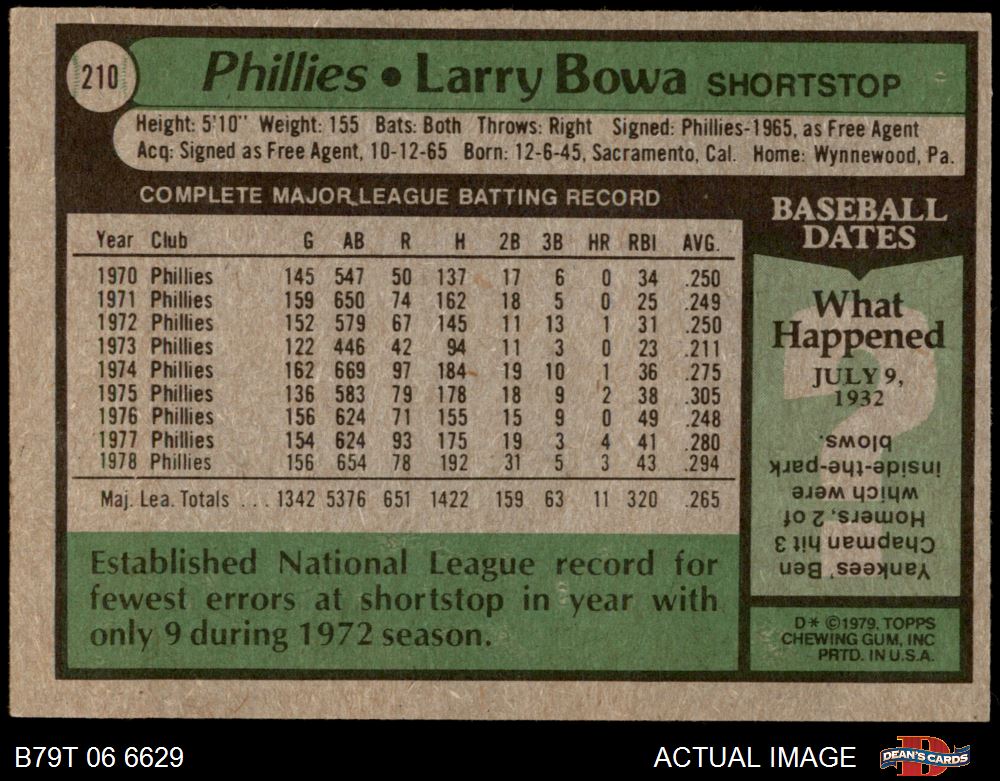 210
Phillies • Larry Bowa SHORTSTOP
Height: 5'10" Weight: 155 Bats: Both Throws: Right Signed: Phillies-1965, as Free Agent
Acq: Signed as Free Agent, 10-12-65 Born: 12-6-45, Sacramento, Cal. Home: Wynnewood, Pa.
COMPLETE MAJOR LEAGUE BATTING RECORD
Year Club G AB R H 2B 3B HR RBI AVG.
1970 Phillies 145 547 50 137 17 6 0 34 .250
1971 Phillies 159 650 74 162 18 5 0 25 .249
1972 Phillies 152 579 67 145 11 13 1 31 .250
1973 Phillies 122 446 42 94 11 3 0 23 .211
1974 Phillies 162 669 97 184 19 10 1 36 .275
1975 Phillies 136 583 79 178 18 9 2 38 .305
1976 Phillies 156 624 71 155 15 9 0 49 .248
1977 Phillies 154 624 93 175 19 3 4 41 .280
1978 Phillies 156 654 78 192 31 5 3 43 .294
Maj. Lea. Totals ... 1342 5376 651 1422 159 63 11 320 .265
Established National League record for
fewest errors at shortstop in year with
only 9 during 1972 season.
BASEBALL
DATES
What
Happened
JULY 9,
1932
Yankees' Ben
Chapman hit 3
Homers, 2 of
which were
inside-the-park
blows.
D* ©1979, TOPPS
CHEWING GUM, INC
PRTD. IN U.S.A.
B79T 06 6629
ACTUAL IMAGE
DEAN'S CARDS